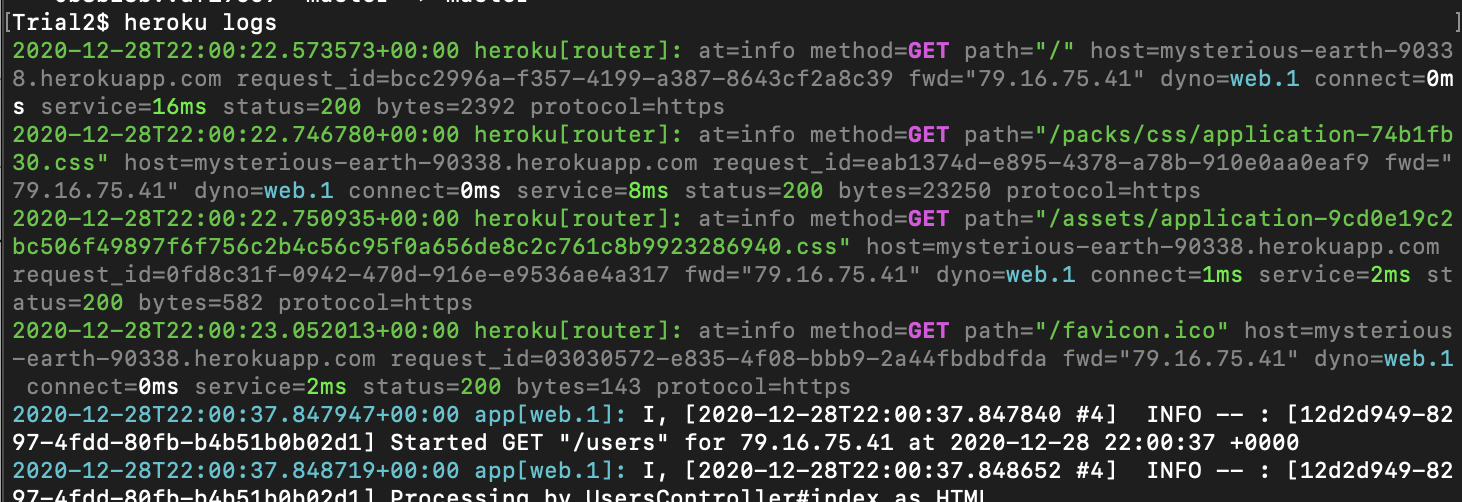 [Trial2$ heroku logs ]
2020-12-28T22:00:22.573573+00:00 heroku[router]: at=info method=GET path="/" host=mysterious-earth-9033
8.herokuapp.com request_id=bcc2996a-f357-4199-a387-8643cf2a8c39 fwd="79.16.75.41" dyno=web.1 connect=0m
s service=16ms status=200 bytes=2392 protocol=https
2020-12-28T22:00:22.746780+00:00 heroku[router]: at=info method=GET path="/packs/css/application-74b1fb
30.css" host=mysterious-earth-90338.herokuapp.com request_id=eab1374d-e895-4378-a78b-910e0aa0eaf9 fwd="
79.16.75.41" dyno=web.1 connect=0ms service=8ms status=200 bytes=23250 protocol=https
2020-12-28T22:00:22.750935+00:00 heroku[router]: at=info method=GET path="/assets/application-9cd0e19c2
bc506f49897f6f756c2b4c56c95f0a656de8c2c761c8b9923286940.css" host=mysterious-earth-90338.herokuapp.com
request_id=0fd8c31f-0942-470d-916e-e9536ae4a317 fwd="79.16.75.41" dyno=web.1 connect=1ms service=2ms st
atus=200 bytes=582 protocol=https
2020-12-28T22:00:23.052013+00:00 heroku[router]: at=info method=GET path="/favicon.ico" host=mysterious
-earth-90338.herokuapp.com request_id=03030572-e835-4f08-bbb9-2a44fbdbdfda fwd="79.16.75.41" dyno=web.1
connect=0ms service=2ms status=200 bytes=143 protocol=https
2020-12-28T22:00:37.847947+00:00 app[web.1]: I, [2020-12-28T22:00:37.847840 #4]  INFO -- : [12d2d949-82
97-4fdd-80fb-b4b51b0b02d1] Started GET "/users" for 79.16.75.41 at 2020-12-28 22:00:37 +0000
2020-12-28T22:00:37.848719+00:00 app[web.1]: I, [2020-12-28T22:00:37.848652 #4]  INFO -- : [12d2d949-82
97-4fdd-80fb-b4b51b0b02d1] Processing by UsersController#index as HTML